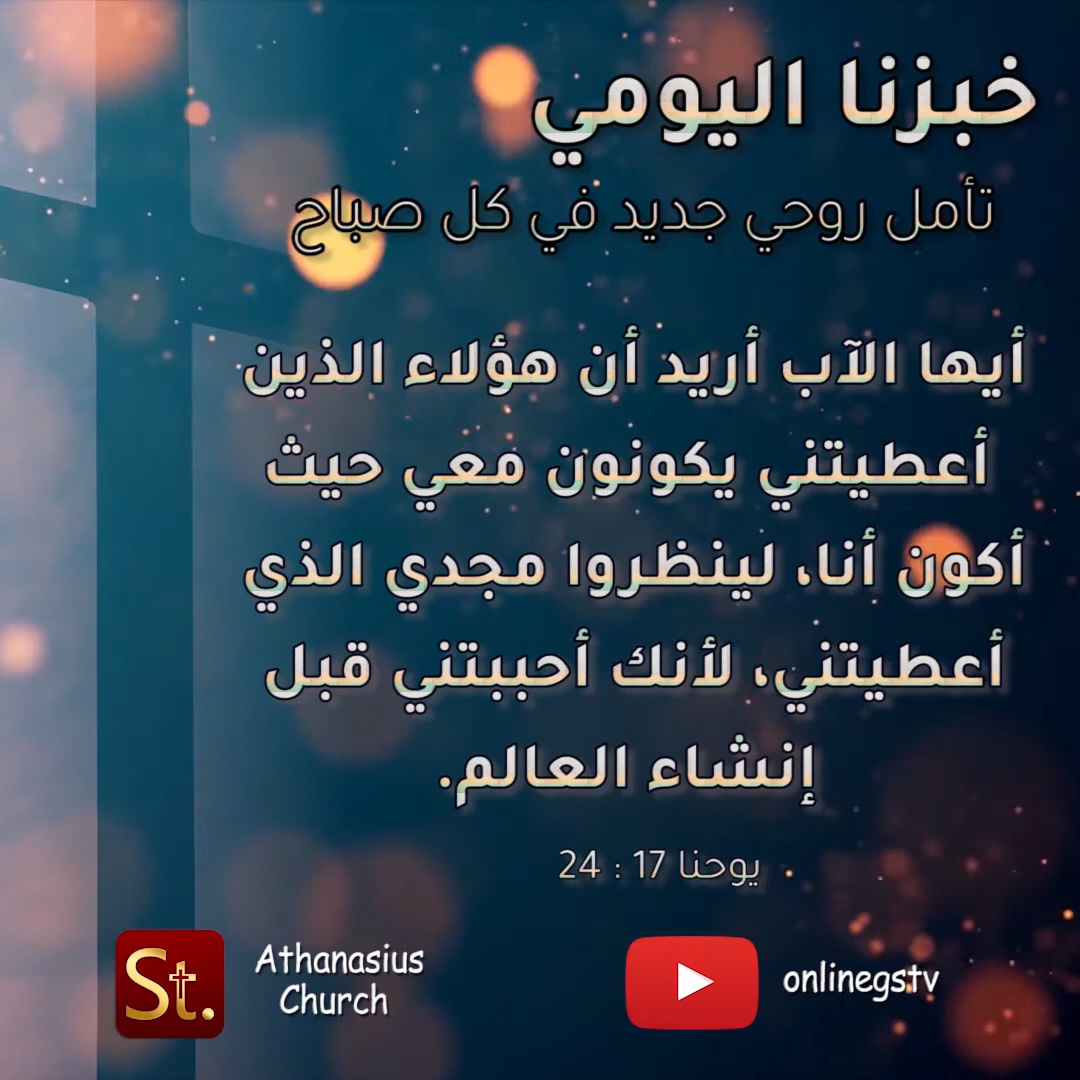 خبزنا اليومي
تأمل روحي جديد في كل صباح
أيها الآب أريد أن هؤلاء الذين
أعطيتني يكونون معي حيث
أكون أنا، لينظروا مجدي الذي
أعطيتني، لأنك أحببتني قبل
إنشاء العالم.
يوحنا 17 : 24
St.
Athanasius
Church
onlinegstv